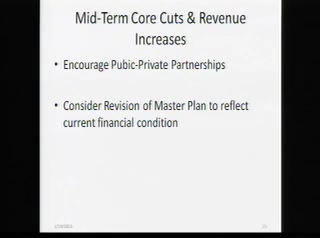 Mid-Term Core Cuts & Revenue
Increases
• Encourage Pubic-Private Partnerships
• Consider Revision of Master Plan to reflect
current financial condition